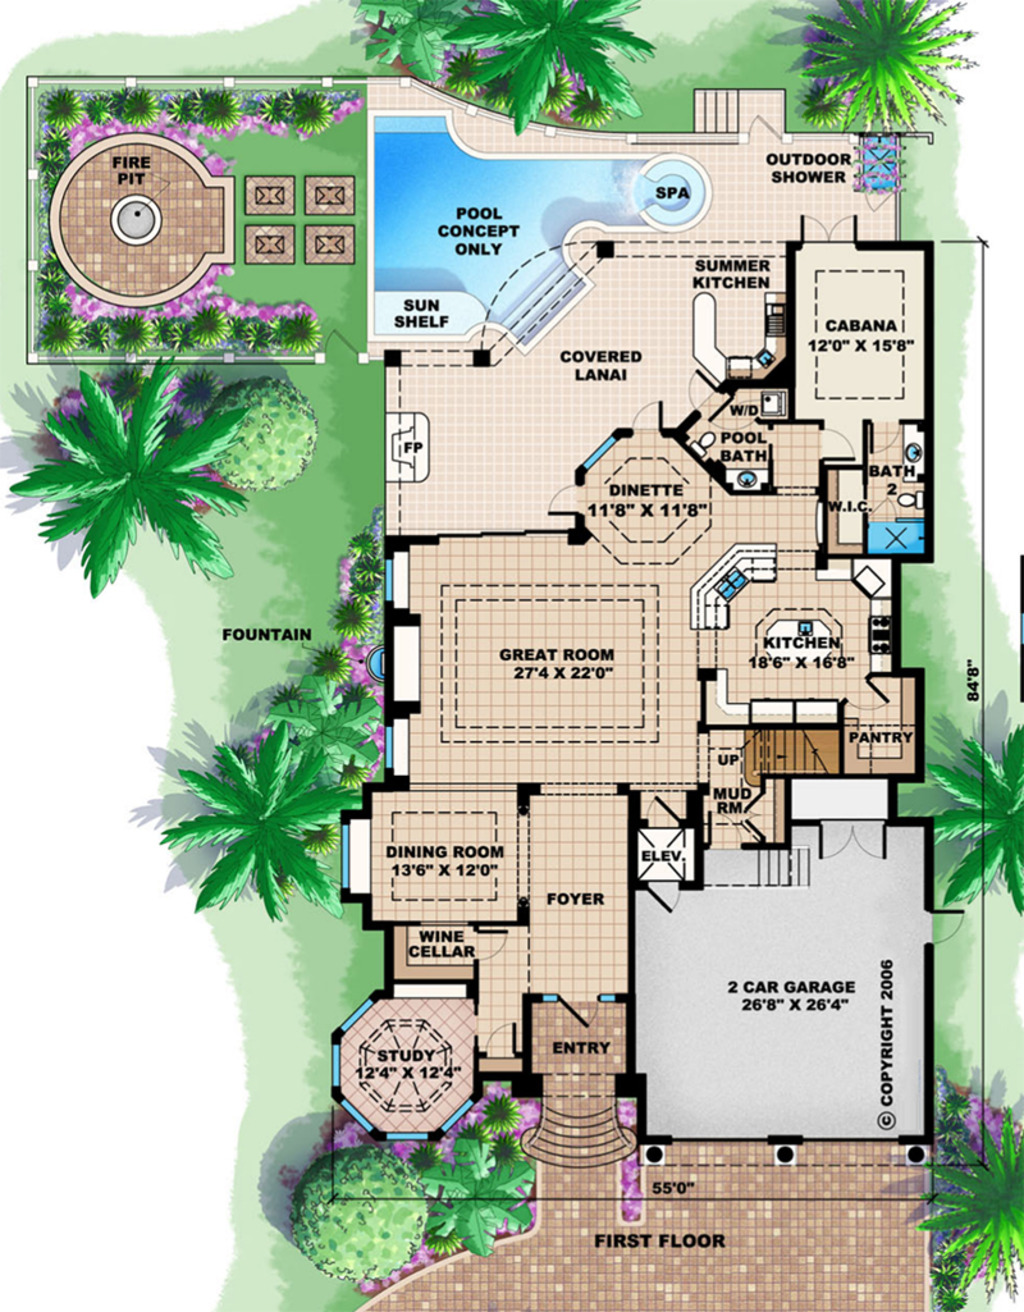 FIRE
PIT
OUTDOOR
SHOWER
SPA
POOL
CONCEPT
ONLY
SUMMER
KITCHEN
SUN
SHELF
CABANA
12'0" X 15'8"
COVERED
LANAI
W/D
FP
POOL
BATH
BATH
2
DINETTE
11'8" X 11'8"
W.I.C.
FOUNTAIN
GREAT ROOM
27'4 X 22'0"
KITCHEN
18'6" X 16'8"
84'8"
PANTRY
UP
MUD
RM
DINING ROOM
13'6" X 12'0"
ELEV.
FOYER
WINE
CELLAR
2 CAR GARAGE
26'8" X 26'4"
© COPYRIGHT 2006
STUDY
12'4" X 12'4"
ENTRY
55'0"
FIRST FLOOR